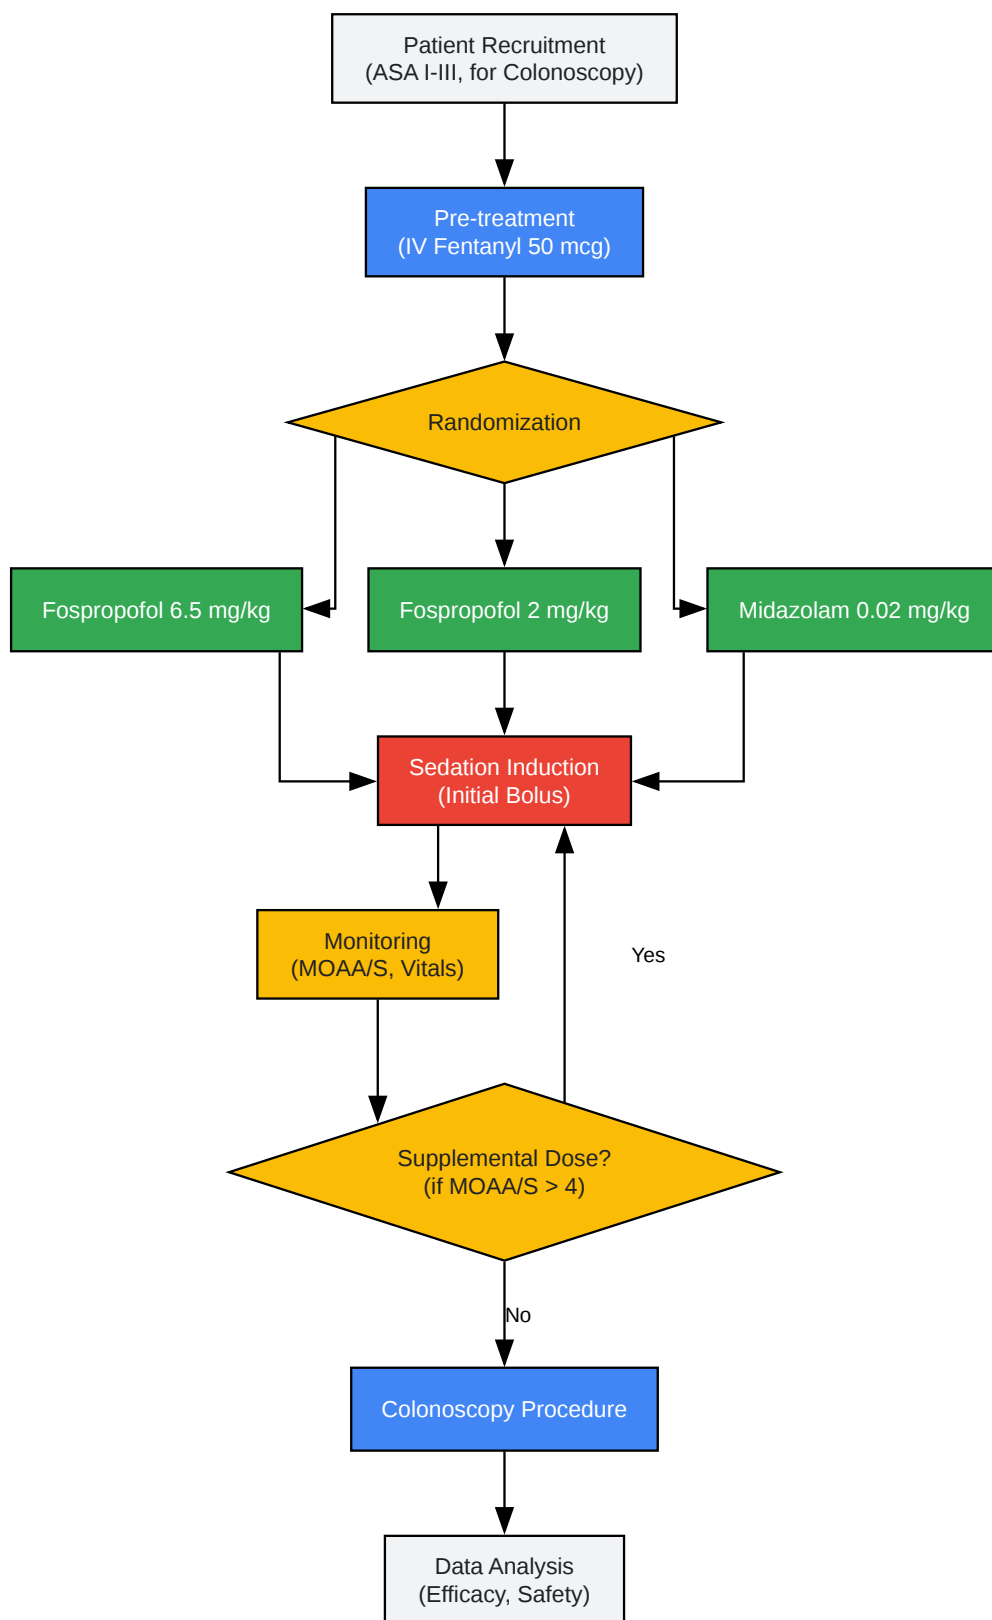 Patient Recruitment
(ASA I-III, for Colonoscopy)
Pre-treatment
(IV Fentanyl 50 mcg)
Randomization
Fospropofol 6.5 mg/kg
Fospropofol 2 mg/kg
Midazolam 0.02 mg/kg
Sedation Induction
(Initial Bolus)
Monitoring
(MOAA/S, Vitals)
Yes
Supplemental Dose?
(if MOAA/S > 4)
No
Colonoscopy Procedure
Data Analysis
(Efficacy, Safety)